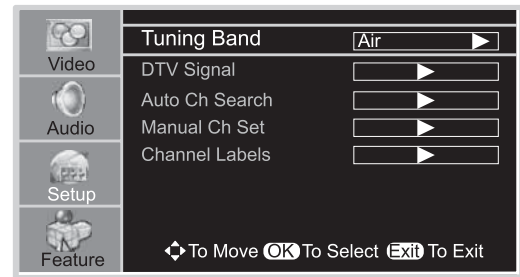 Video
Audio
Setup
Feature
Tuning Band Air
DTV Signal
Auto Ch Search
Manual Ch Set
Channel Labels
To Move OK To Select Exit To Exit